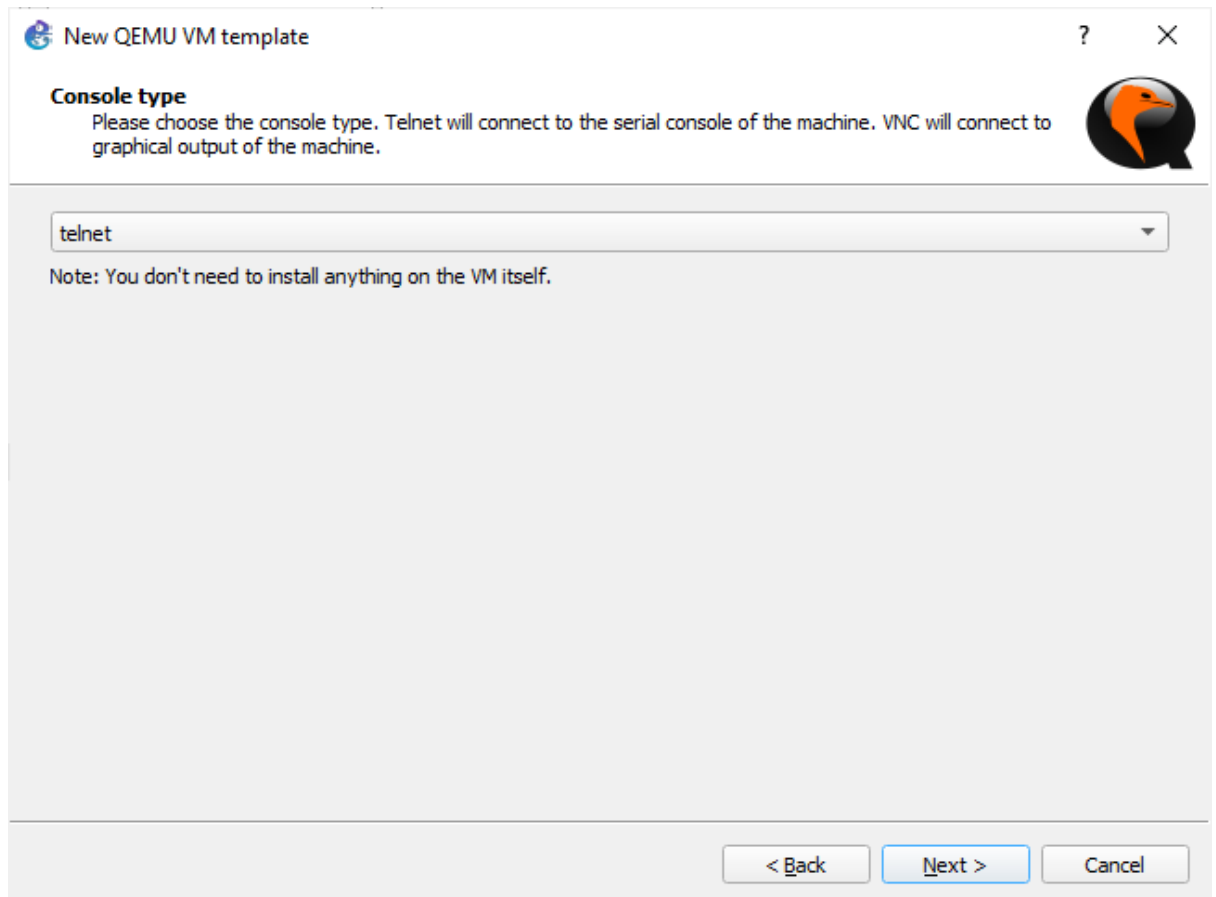 New QEMU VM template
?
Console type
Please choose the console type. Telnet will connect to the serial console of the machine. VNC will connect to
graphical output of the machine.
telnet
Note: You don't need to install anything on the VM itself.
< Back
Next >
Cancel